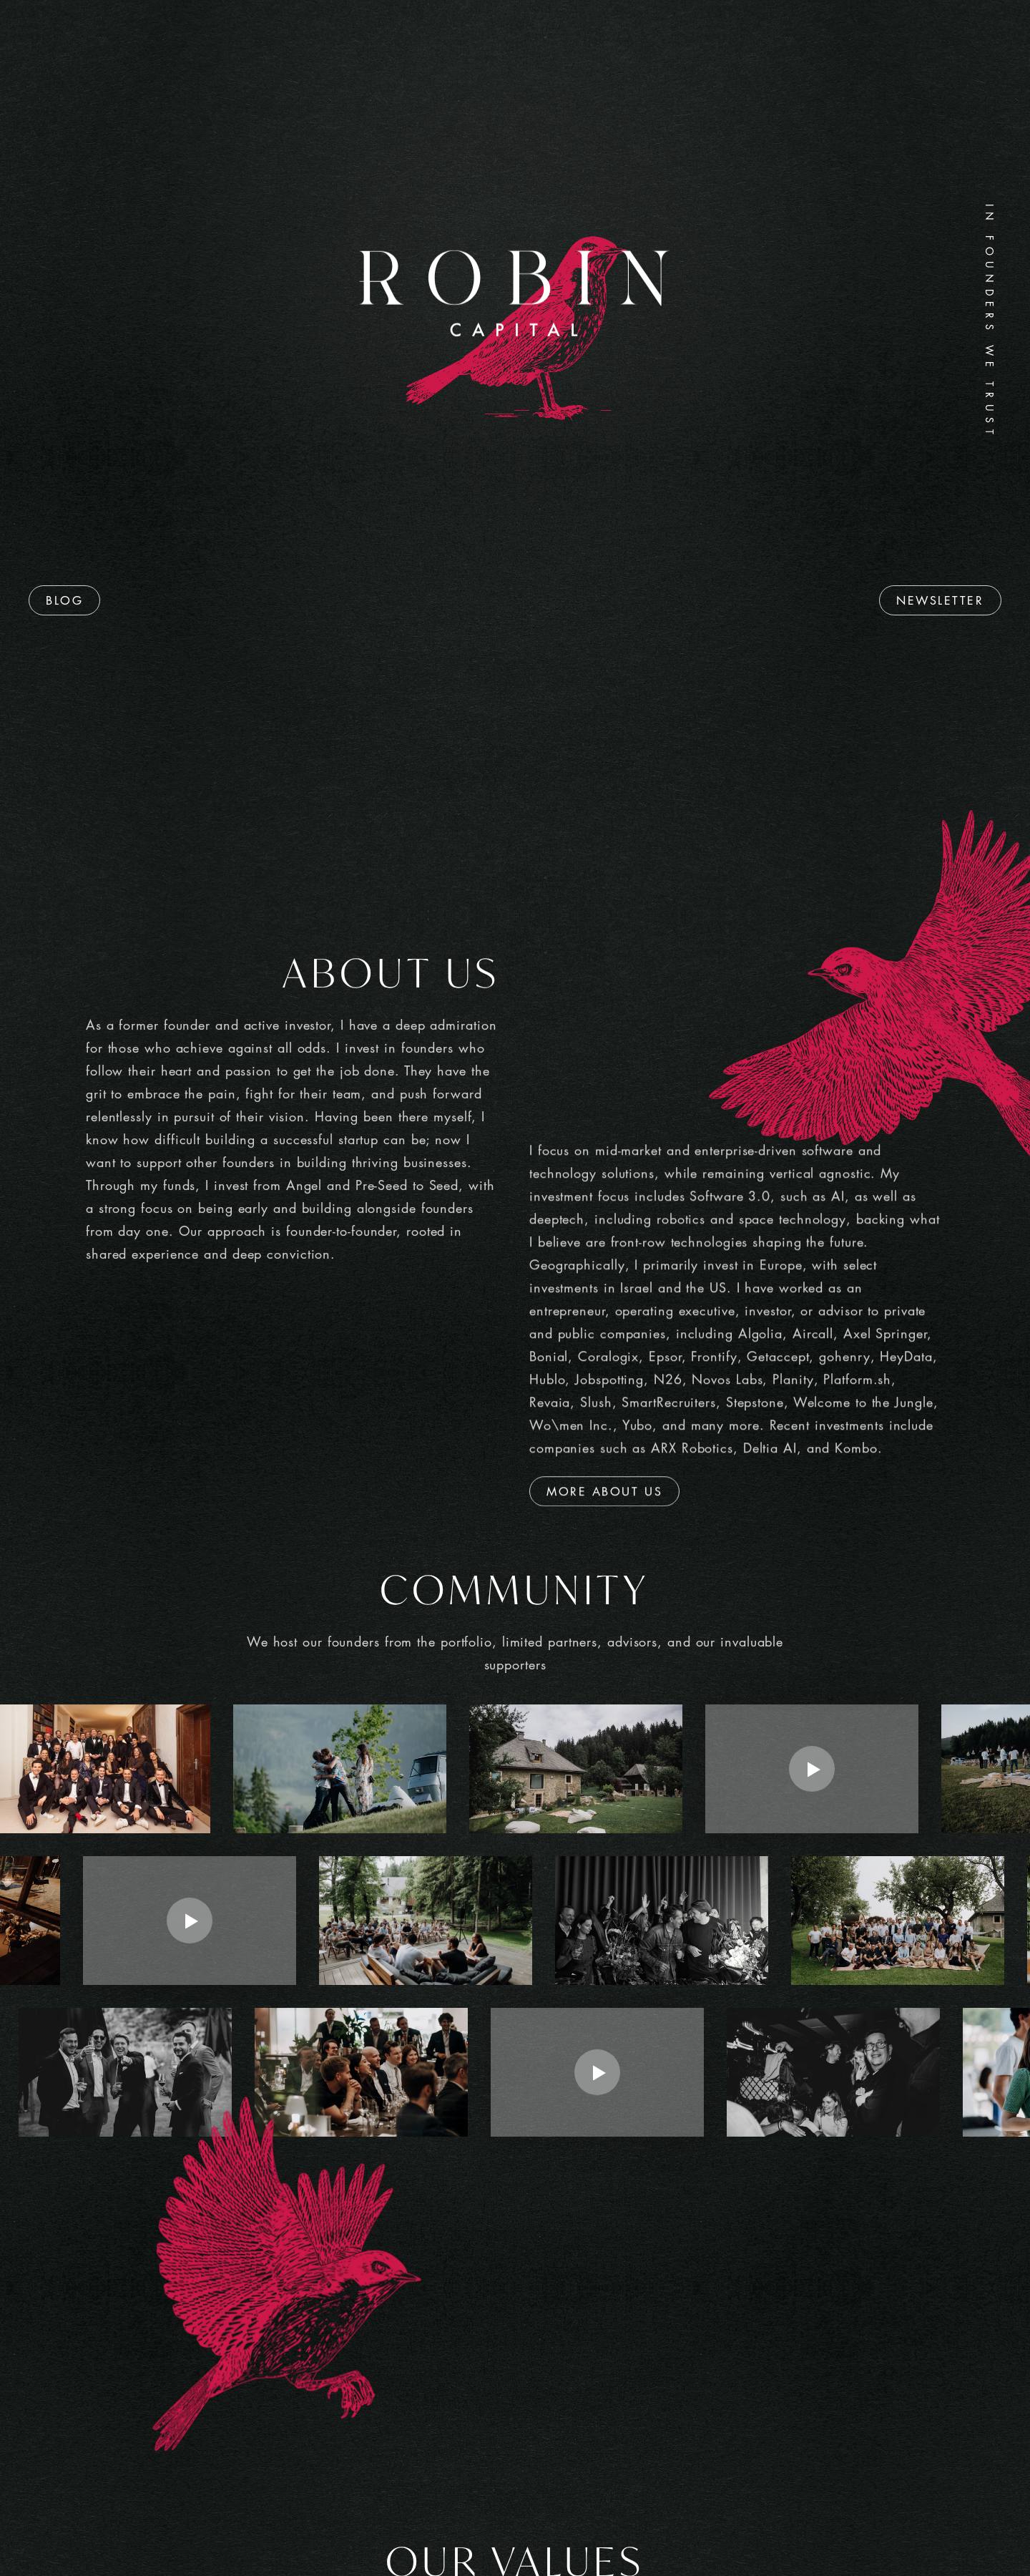 ROBIN
CAPITAL
IN FOUNDERS WE TRUST
BLOG
NEWSLETTER
ABOUT US
As a former founder and active investor, I have a deep admiration
for those who achieve against all odds. I invest in founders who
follow their heart and passion to get the job done. They have the
grit to embrace the pain, fight for their team, and push forward
relentlessly in pursuit of their vision. Having been there myself, I
know how difficult building a successful startup can be; now I
want to support other founders in building thriving businesses.
Through my funds, I invest from Angel and Pre-Seed to Seed, with
a strong focus on being early and building alongside founders
from day one. Our approach is founder-to-founder, rooted in
shared experience and deep conviction.
I focus on mid-market and enterprise-driven software and
technology solutions, while remaining vertical agnostic. My
investment focus includes Software 3.0, such as AI, as well as
deeptech, including robotics and space technology, backing what
I believe are front-row technologies shaping the future.
Geographically, I primarily invest in Europe, with select
investments in Israel and the US. I have worked as an
entrepreneur, operating executive, investor, or advisor to private
and public companies, including Algolia, Aircall, Axel Springer,
Bonial, Coralogix, Epsor, Frontify, Getaccept, gohenry, HeyData,
Hublo, Jobspotting, N26, Novos Labs, Planity, Platform.sh,
Revaia, Slush, SmartRecruiters, Stepstone, Welcome to the Jungle,
Wo\men Inc., Yubo, and many more. Recent investments include
companies such as ARX Robotics, Deltia AI, and Kombo.
MORE ABOUT US
COMMUNITY
We host our founders from the portfolio, limited partners, advisors, and our invaluable
supporters
OUR VALUES